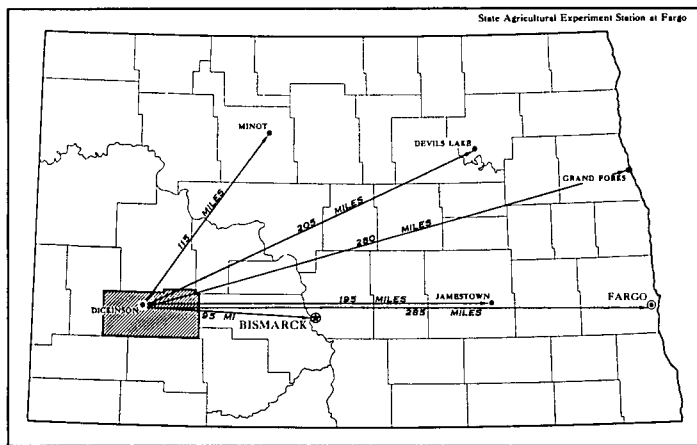 State Agricultural Experiment Station at Fargo
MINOT
DEVILS LAKE
GRAND FORKS
115 MILES
205 MILES
280 MILES
DICKINSON
195 MILES
JAMESTOWN
FARGO
95 MI
BISMARCK
285 MILES